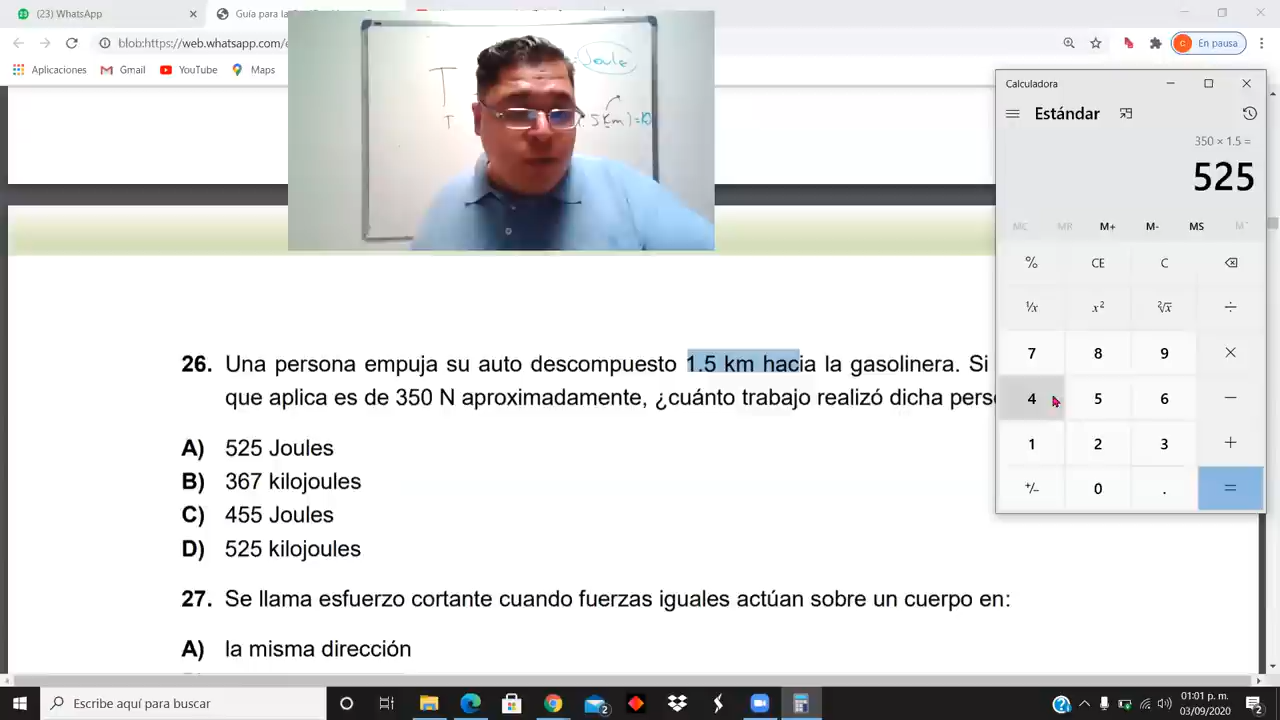 (23) WhatsApp
Guía para la
blob:https://web.whatsapp.com/e
En pausa
Aplicaciones
Gmail
YouTube
Maps
Joule
T
T
.5(km)=
Calculadora
Estándar
350 × 1.5 =
525
MC MR M+ M- MS M˅
% CE C
¹/x x² ²√x ÷
7 8 9 ×
4 5 6 −
1 2 3 +
+/− 0 . =
26. Una persona empuja su auto descompuesto 1.5 km hacia la gasolinera. Si
que aplica es de 350 N aproximadamente, ¿cuánto trabajo realizó dicha pers
A) 525 Joules
B) 367 kilojoules
C) 455 Joules
D) 525 kilojoules
27. Se llama esfuerzo cortante cuando fuerzas iguales actúan sobre un cuerpo en:
A) la misma dirección
Escribe aquí para buscar
2
01:01 p. m.
03/09/2020